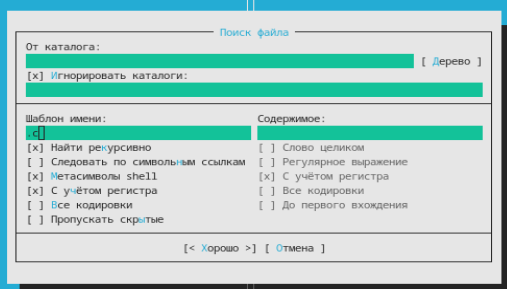 Поиск файла
От каталога:
[ Дерево ]
[x] Игнорировать каталоги:
Шаблон имени: Содержимое:
.c
[x] Найти рекурсивно [ ] Слово целиком
[ ] Следовать по символьным ссылкам [ ] Регулярное выражение
[x] Метасимволы shell [x] С учётом регистра
[x] С учётом регистра [ ] Все кодировки
[ ] Все кодировки [ ] До первого вхождения
[ ] Пропускать скрытые
[< Хорошо >] [ Отмена ]